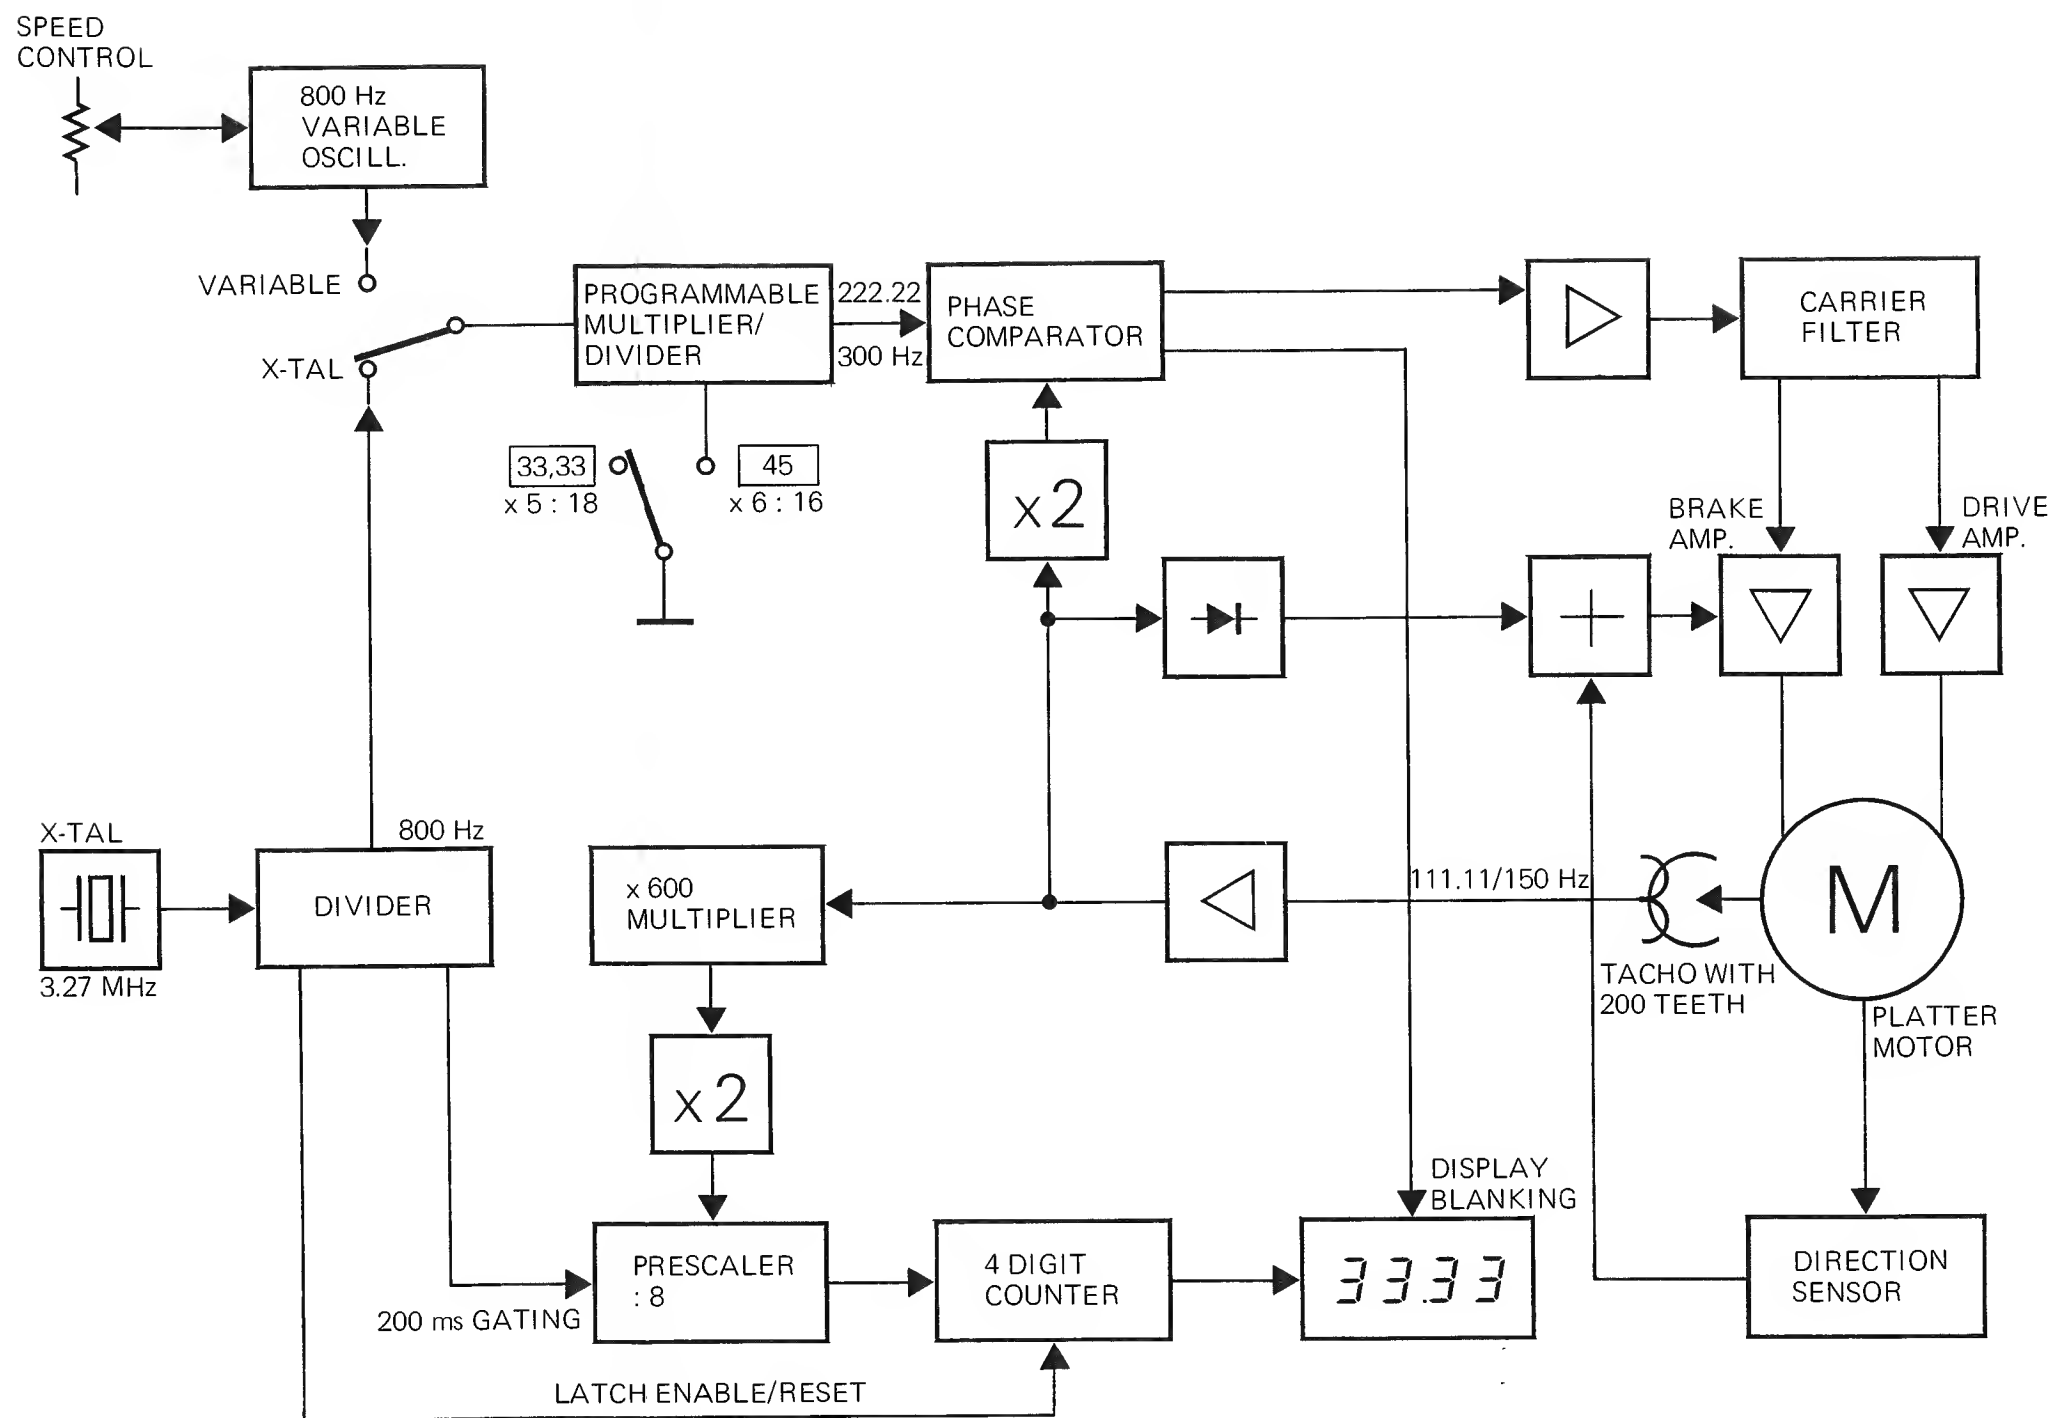 SPEED
CONTROL
800 Hz
VARIABLE
OSCILL.
VARIABLE
X-TAL
PROGRAMMABLE
MULTIPLIER/
DIVIDER
222.22
300 Hz
PHASE
COMPARATOR
CARRIER
FILTER
33,33
x 5 : 18
45
x 6 : 16
x2
BRAKE
AMP.
DRIVE
AMP.
X-TAL
3.27 MHz
800 Hz
DIVIDER
x 600
MULTIPLIER
111.11/150 Hz
M
TACHO WITH
200 TEETH
PLATTER
MOTOR
x2
DISPLAY
BLANKING
PRESCALER
: 8
200 ms GATING
4 DIGIT
COUNTER
33.33
DIRECTION
SENSOR
LATCH ENABLE/RESET